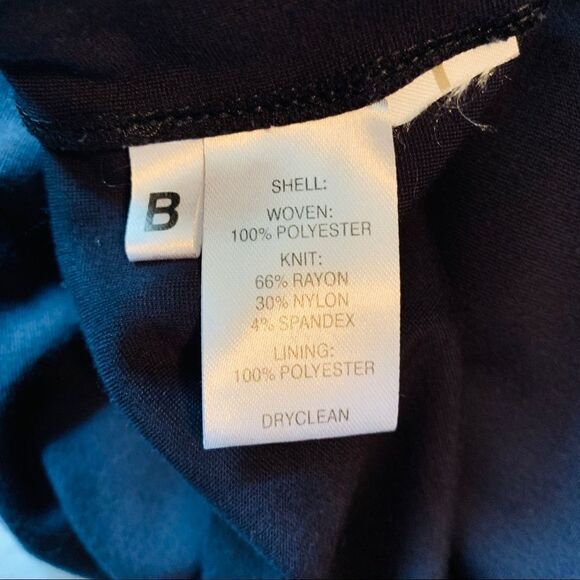 B
SHELL:
WOVEN:
100% POLYESTER
KNIT:
66% RAYON
30% NYLON
4% SPANDEX
LINING:
100% POLYESTER
DRYCLEAN